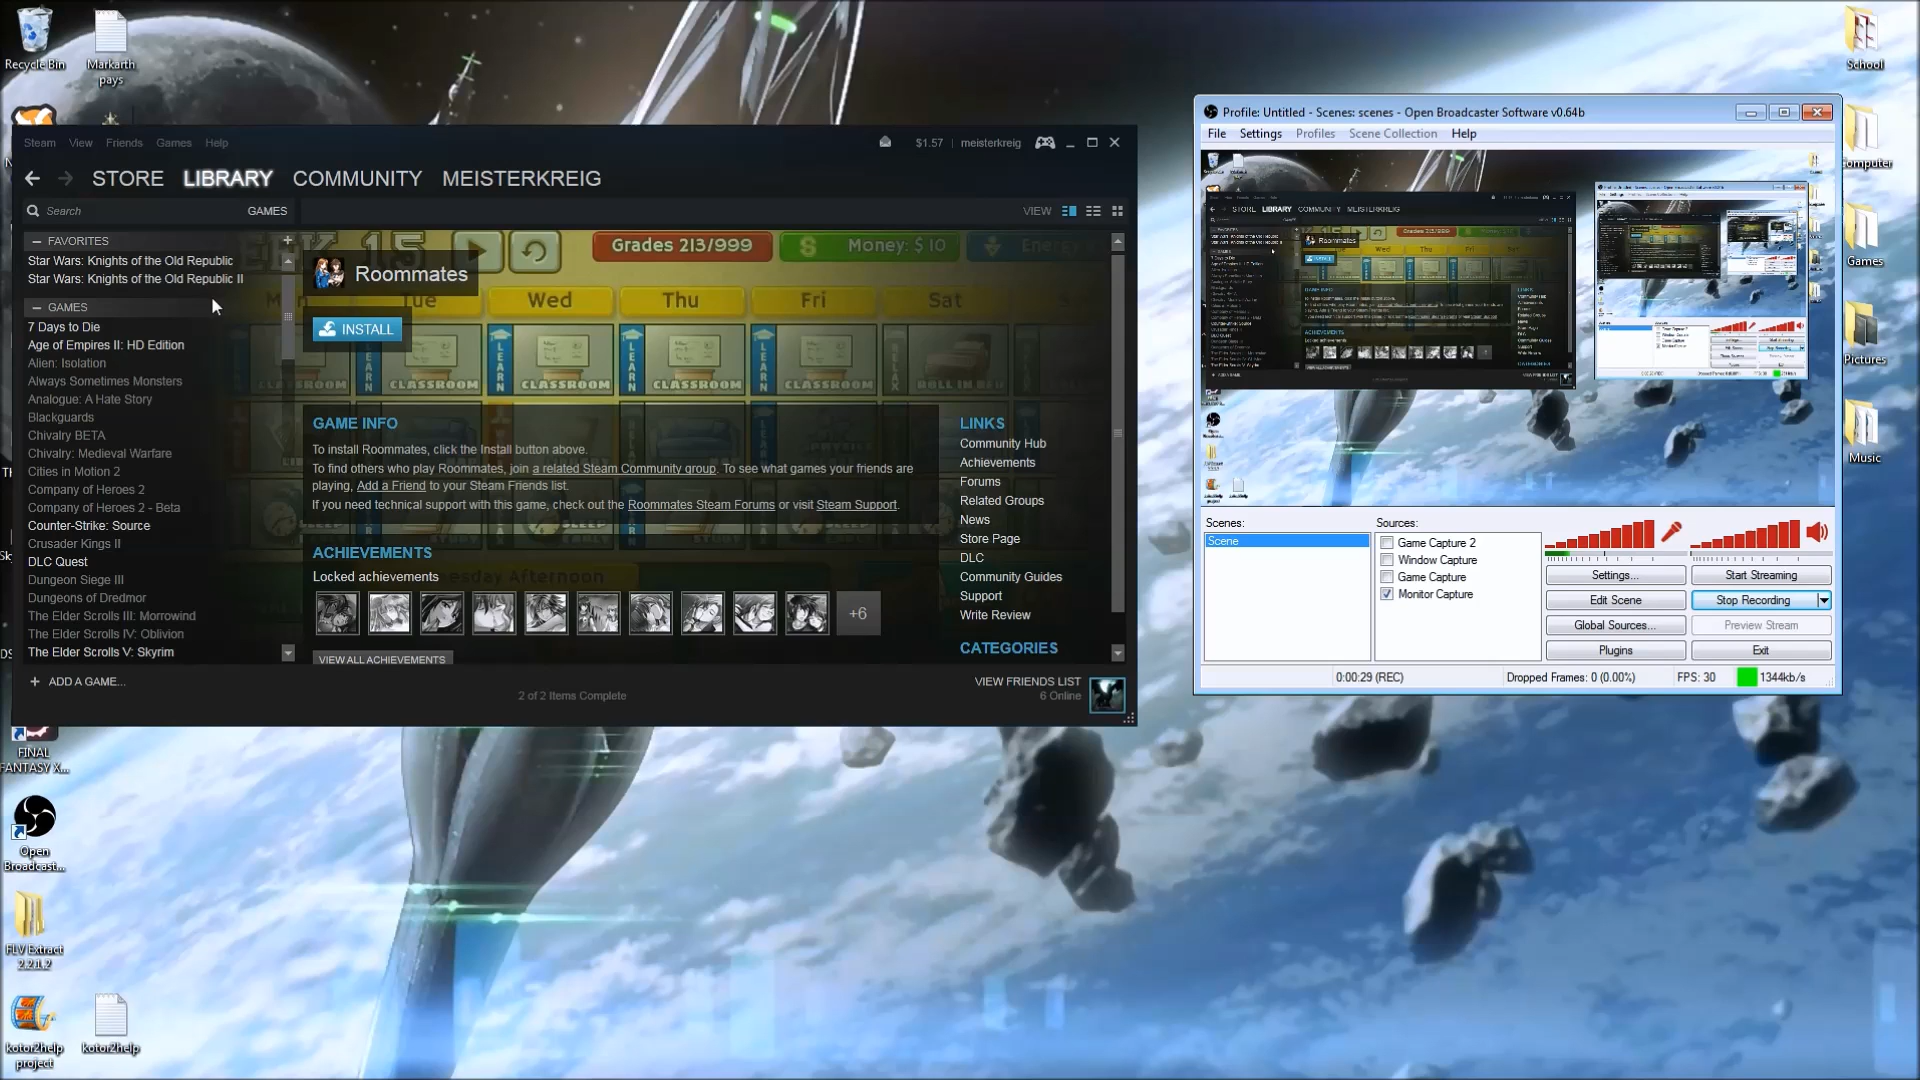 Recycle Bin
Markarth
pays
School
Computer
Games
Pictures
Music
Steam View Friends Games Help
$1.57 meisterkreig
STORE LIBRARY COMMUNITY MEISTERKREIG
Search GAMES
VIEW
FAVORITES
Star Wars: Knights of the Old Republic
Star Wars: Knights of the Old Republic II
GAMES
7 Days to Die
Age of Empires II: HD Edition
Alien: Isolation
Always Sometimes Monsters
Analogue: A Hate Story
Blackguards
Chivalry BETA
Chivalry: Medieval Warfare
Cities in Motion 2
Company of Heroes 2
Company of Heroes 2 - Beta
Counter-Strike: Source
Crusader Kings II
DLC Quest
Dungeon Siege III
Dungeons of Dredmor
The Elder Scrolls III: Morrowind
The Elder Scrolls IV: Oblivion
The Elder Scrolls V: Skyrim
+ ADD A GAME...
Grades 213/999 Money: $ 10
Roommates
Tue Wed Thu Fri Sat
INSTALL
LEARN CLASSROOM LEARN CLASSROOM LEARN CLASSROOM LEARN CLASSROOM RELAX
GAME INFO
To install Roommates, click the Install button above.
To find others who play Roommates, join a related Steam Community group. To see what games your friends are
playing, Add a Friend to your Steam Friends list.
If you need technical support with this game, check out the Roommates Steam Forums or visit Steam Support.
ACHIEVEMENTS
Locked achievements
+6
VIEW ALL ACHIEVEMENTS
LINKS
Community Hub
Achievements
Forums
Related Groups
News
Store Page
DLC
Community Guides
Support
Write Review
CATEGORIES
2 of 2 Items Complete
VIEW FRIENDS LIST
6 Online
Profile: Untitled - Scenes: scenes - Open Broadcaster Software v0.64b
File Settings Profiles Scene Collection Help
STORE LIBRARY COMMUNITY MEISTERKREIG
Roommates
Scenes:
Scene
Sources:
Game Capture 2
Window Capture
Game Capture
Monitor Capture
Settings... Start Streaming
Edit Scene Stop Recording
Global Sources... Preview Stream
Plugins Exit
0:00:29 (REC) Dropped Frames: 0 (0.00%) FPS: 30 1344kb/s
FINAL
FANTASY X...
Open
Broadcast...
FLV Extract
2.2.1.2
kotor2help
project
kotor2help